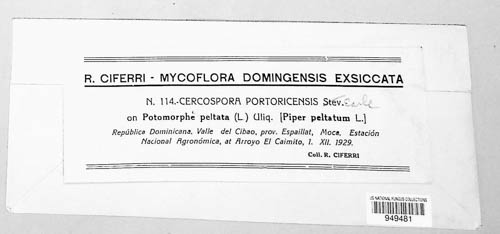 R. CIFERRI - MYCOFLORA DOMINGENSIS EXSICCATA
N. 114.-CERCOSPORA PORTORICENSIS Stev. Earle
on Potomorphe peltata (L.) Uliq. [Piper peltatum L.]
República Dominicana, Valle del Cibao, prov. Espaillat, Moca, Estación
Nacional Agronómica, at Arroyo El Caimito, 1. XII. 1929.
Coll. R. CIFERRI
US NATIONAL FUNGUS COLLECTIONS
949481